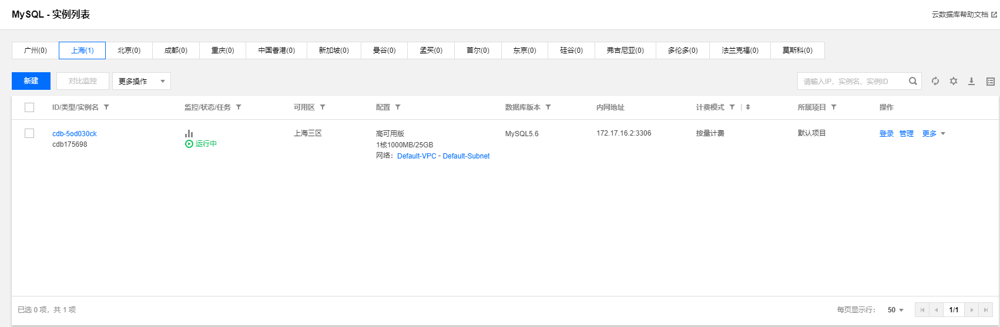 MySQL - 实例列表
云数据库帮助文档
广州(0) 上海(1) 北京(0) 成都(0) 重庆(0) 中国香港(0) 新加坡(0) 曼谷(0) 孟买(0) 首尔(0) 东京(0) 硅谷(0) 弗吉尼亚(0) 多伦多(0) 法兰克福(0) 莫斯科(0)
新建 对比监控 更多操作 请输入IP、实例名、实例ID
ID/类型/实例名 监控/状态/任务 可用区 配置 数据库版本 内网地址 计费模式 所属项目 操作
cdb-5od030ck 上海三区 高可用版 MySQL5.6 172.17.16.2:3306 按量计费 默认项目 登录 管理 更多
cdb175698 运行中 1核1000MB/25GB
网络：Default-VPC - Default-Subnet
已选 0 项，共 1 项 每页显示行： 50 1/1